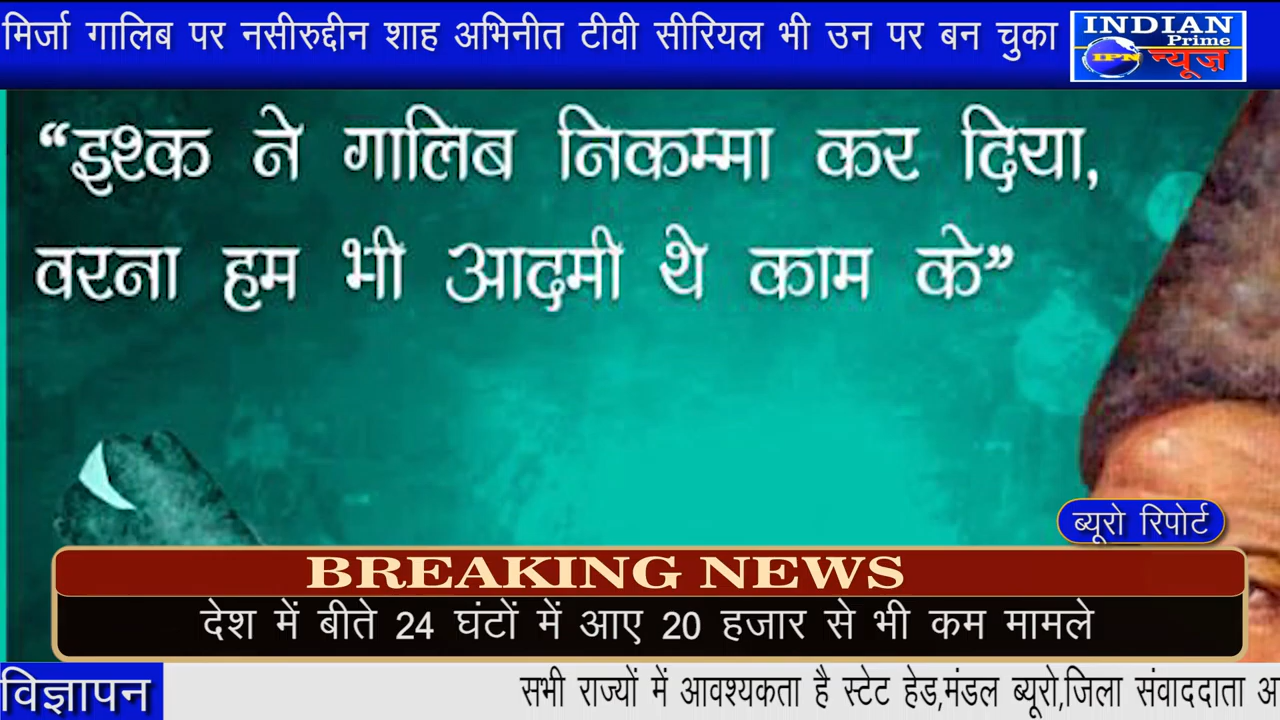 मिर्जा गालिब पर नसीरुद्दीन शाह अभिनीत टीवी सीरियल भी उन पर बन चुका
INDIAN
Prime
IPN न्यूज़
“इश्क ने गालिब निकम्मा कर दिया,
वरना हम भी आदमी थे काम के”
ब्यूरो रिपोर्ट
BREAKING NEWS
देश में बीते 24 घंटों में आए 20 हजार से भी कम मामले
विज्ञापन
सभी राज्यों में आवश्यकता है स्टेट हेड,मंडल ब्यूरो,जिला संवाददाता